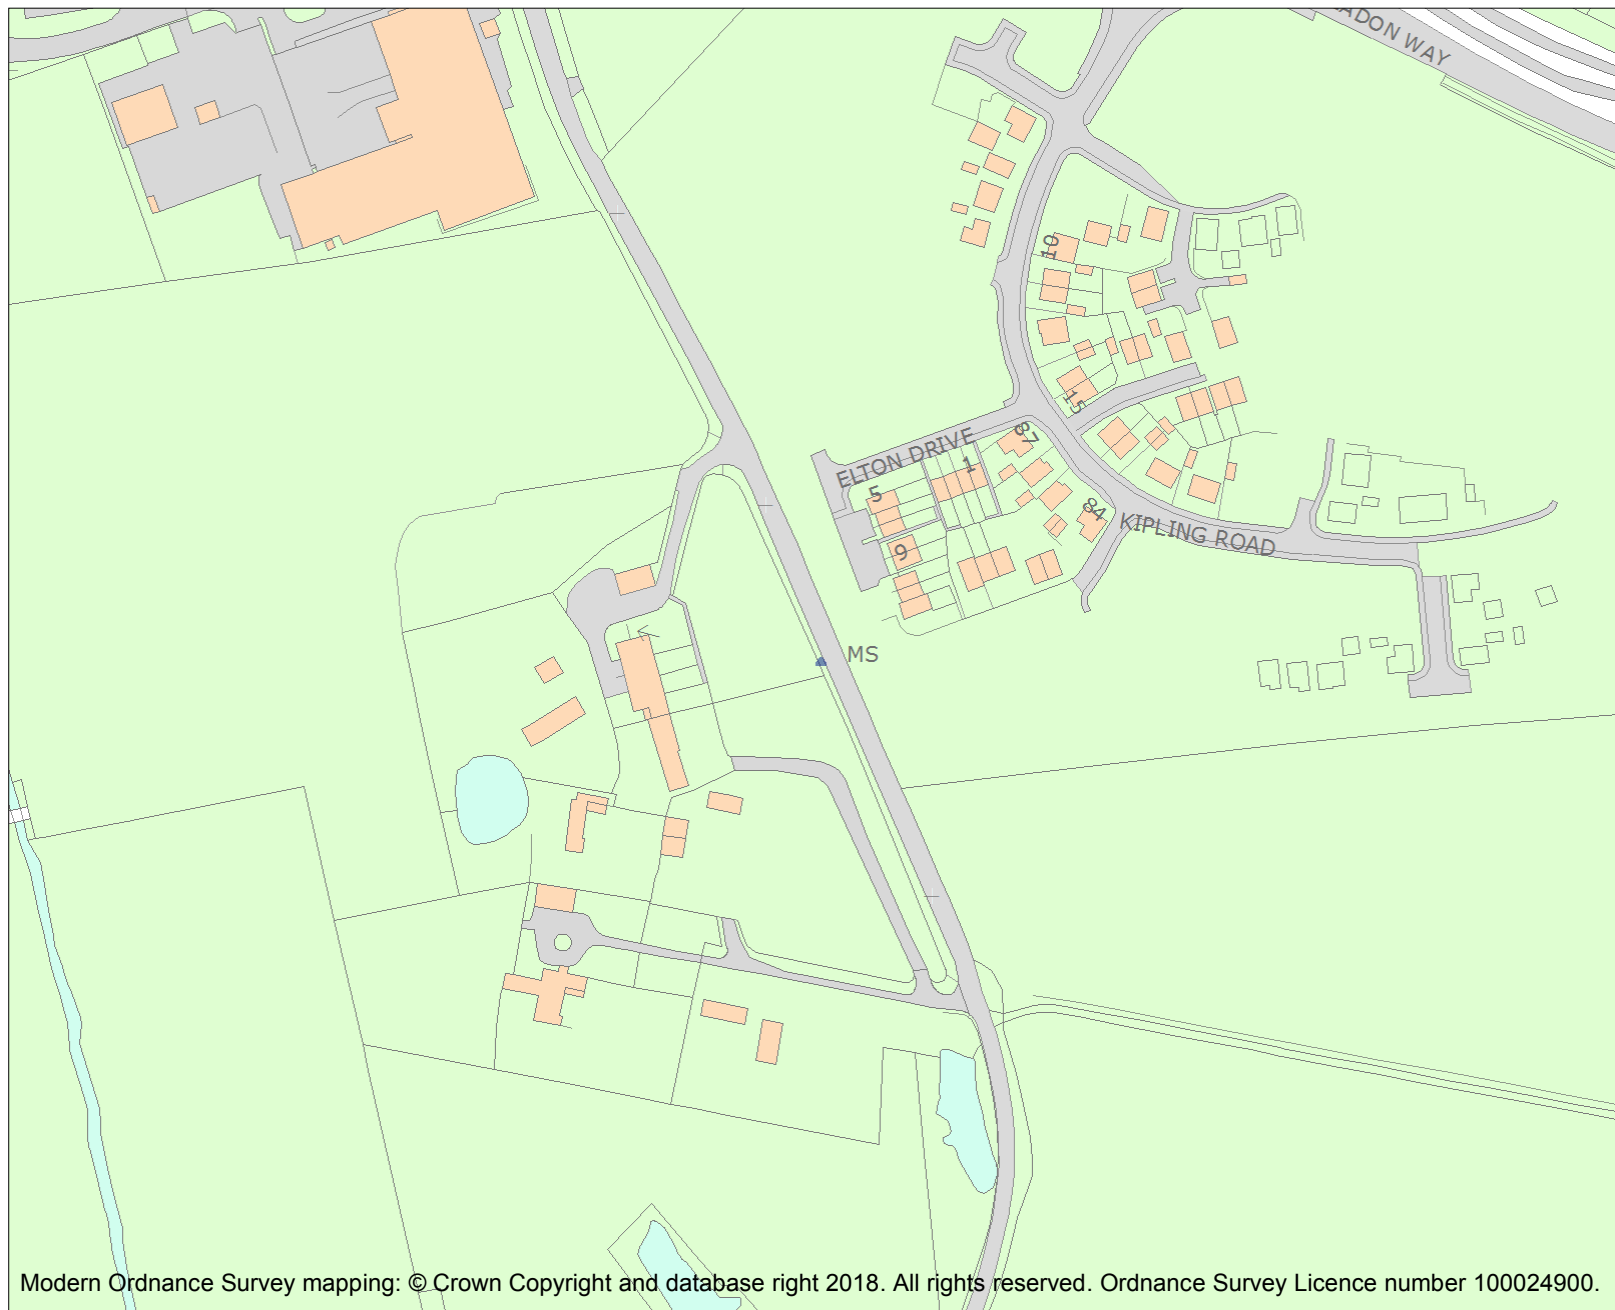 ADON WAY
10
15
ELTON DRIVE
87
1
5
84
KIPLING ROAD
9
MS
Modern Ordnance Survey mapping: © Crown Copyright and database right 2018. All rights reserved. Ordnance Survey Licence number 100024900.